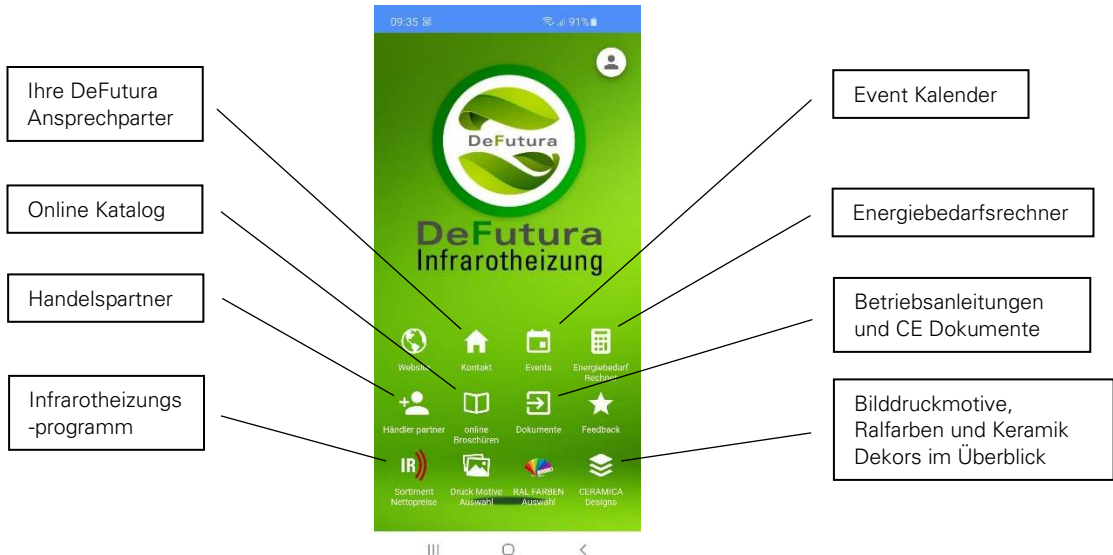 09:35
91%
Ihre DeFutura
Ansprechparter
Online Katalog
Handelspartner
Infrarotheizungs
-programm
DeFutura
DeFutura
Infrarotheizung
Website
Kontakt
Events
Energiebedarf
Rechner
Händler partner
online
Broschüren
Dokumente
Feedback
IR
Sortiment
Nettopreise
Druck Motive
Auswahl
RAL FARBEN
Auswahl
CERAMICA
Designs
Event Kalender
Energiebedarfsrechner
Betriebsanleitungen
und CE Dokumente
Bilddruckmotive,
Ralfarben und Keramik
Dekors im Überblick